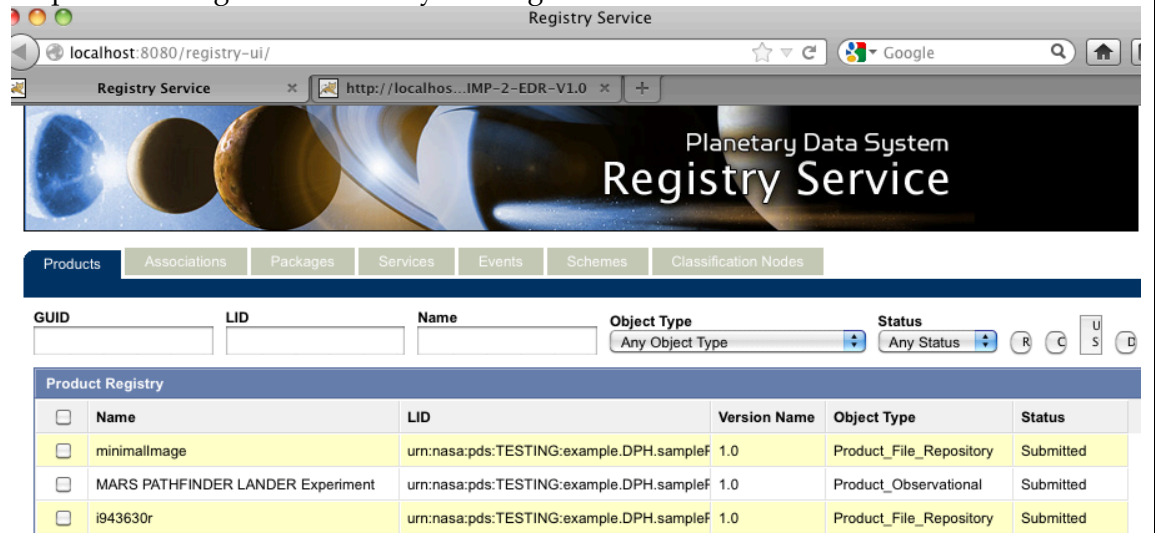 Registry Service
localhost:8080/registry-ui/
Google
Registry Service × http://localhos...IMP-2-EDR-V1.0 × +
Planetary Data System
Registry Service
Products Associations Packages Services Events Schemes Classification Nodes
GUID LID Name Object Type Status
Any Object Type Any Status R C U S D
Product Registry
Name LID Version Name Object Type Status
minimalImage urn:nasa:pds:TESTING:example.DPH.sampleP 1.0 Product_File_Repository Submitted
MARS PATHFINDER LANDER Experiment urn:nasa:pds:TESTING:example.DPH.sampleP 1.0 Product_Observational Submitted
i943630r urn:nasa:pds:TESTING:example.DPH.sampleP 1.0 Product_File_Repository Submitted